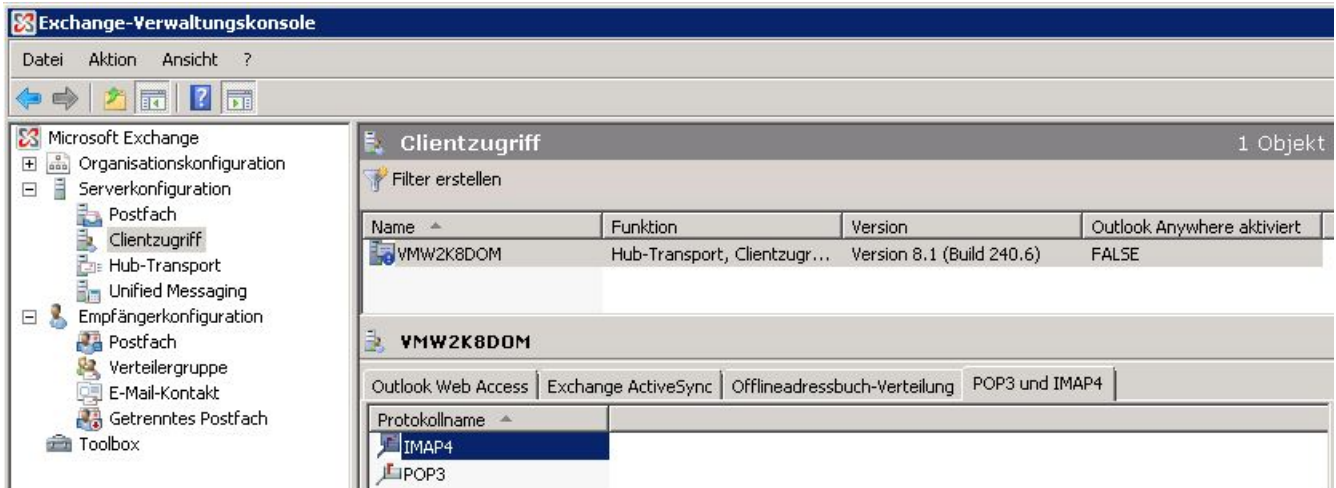 Exchange-Verwaltungskonsole
Datei Aktion Ansicht ?
Microsoft Exchange
Organisationskonfiguration
Serverkonfiguration
Postfach
Clientzugriff
Hub-Transport
Unified Messaging
Empfängerkonfiguration
Postfach
Verteilergruppe
E-Mail-Kontakt
Getrenntes Postfach
Toolbox
Clientzugriff 1 Objekt
Filter erstellen
Name Funktion Version Outlook Anywhere aktiviert
VMW2K8DOM Hub-Transport, Clientzugr... Version 8.1 (Build 240.6) FALSE
VMW2K8DOM
Outlook Web Access Exchange ActiveSync Offlineadressbuch-Verteilung POP3 und IMAP4
Protokollname
IMAP4
POP3